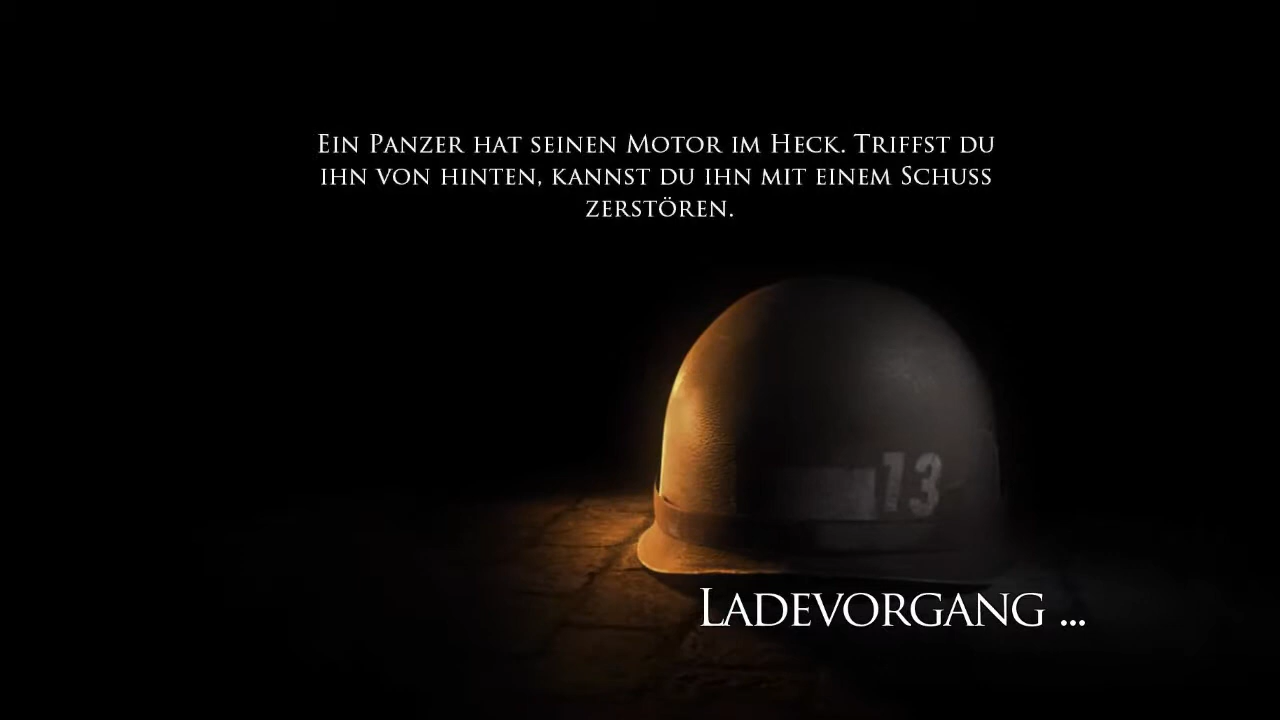 Ein Panzer hat seinen Motor im Heck. Triffst du
ihn von hinten, kannst du ihn mit einem Schuss
zerstören.
13
Ladevorgang ...